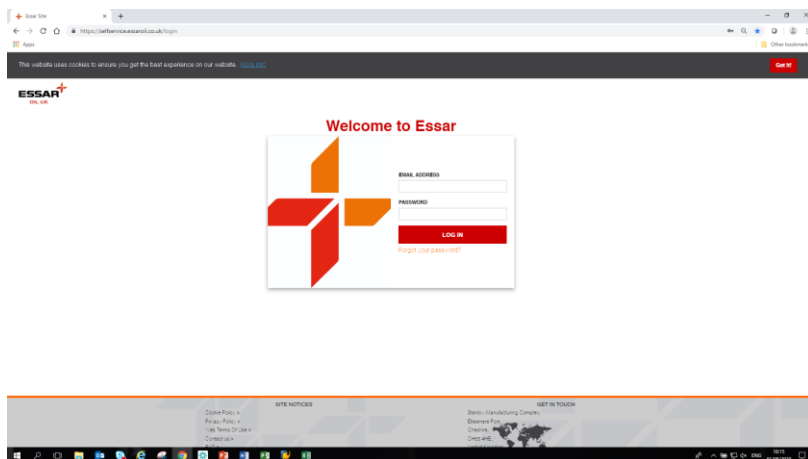 Essar Site
https://selfservice.essaroil.co.uk/login
Apps
Other bookmark
This website uses cookies to ensure you get the best experience on our website. More info
Got it!
ESSAR
OIL UK
Welcome to Essar
EMAIL ADDRESS
PASSWORD
LOG IN
Forgot your password?
SITE NOTICES
Cookie Policy >
Privacy Policy >
Web Terms Of Use >
Contact us >
GET IN TOUCH
Stanlow Manufacturing Complex,
Ellesmere Port,
Cheshire,
CH65 4HB,
ENG
10:15